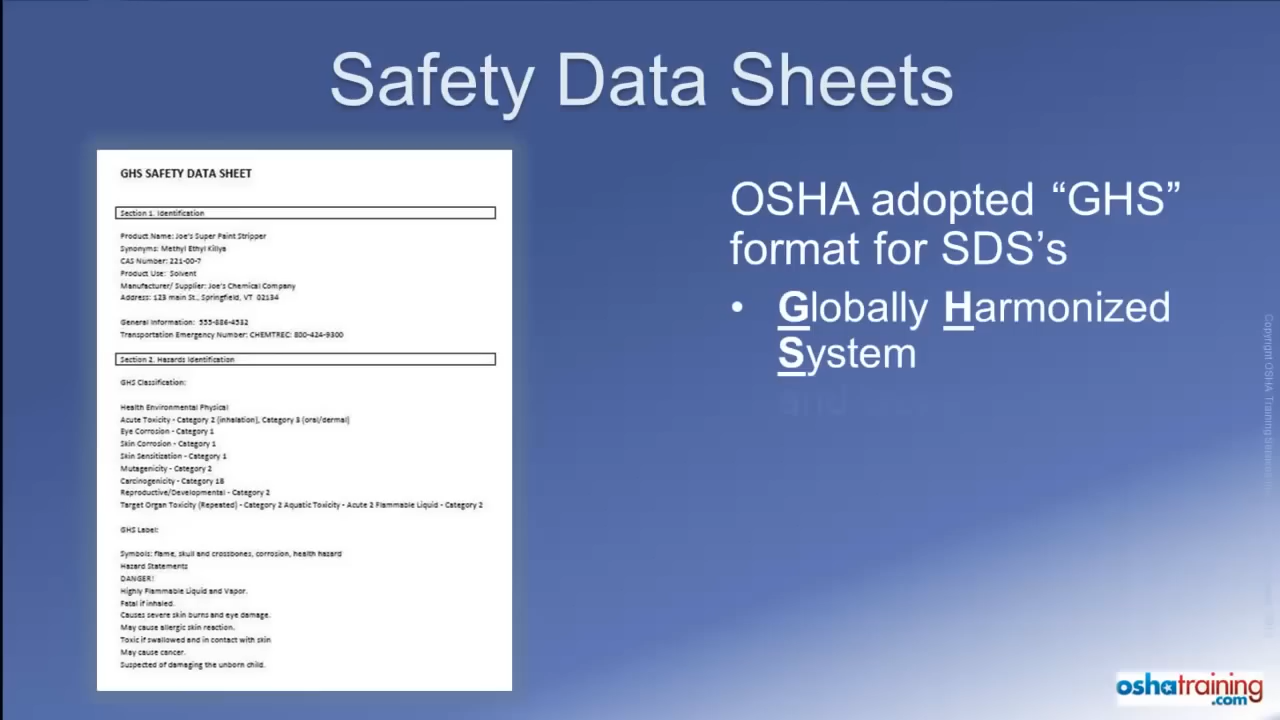 Safety Data Sheets
GHS SAFETY DATA SHEET
Section 1. Identification
Product Name: Joe's Super Paint Stripper
Synonyms: Methyl Ethyl Killya
CAS Number: 221-00-7
Product Use: Solvent
Manufacturer/ Supplier: Joe's Chemical Company
Address: 123 main St., Springfield, VT 02134
General Information: 555-886-4532
Transportation Emergency Number: CHEMTREC: 800-424-9300
Section 2. Hazards Identification
GHS Classification:
Health Environmental Physical
Acute Toxicity - Category 2 (inhalation), Category 3 (oral/dermal)
Eye Corrosion - Category 1
Skin Corrosion - Category 1
Skin Sensitization - Category 1
Mutagenicity - Category 2
Carcinogenicity - Category 1B
Reproductive/Developmental - Category 2
Target Organ Toxicity (Repeated) - Category 2 Aquatic Toxicity - Acute 2 Flammable Liquid - Category 2
GHS Label:
Symbols: flame, skull and crossbones, corrosion, health hazard
Hazard Statements
DANGER!
Highly Flammable Liquid and Vapor.
Fatal if inhaled.
Causes severe skin burns and eye damage.
May cause allergic skin reaction.
Toxic if swallowed and in contact with skin
May cause cancer.
Suspected of damaging the unborn child.
OSHA adopted “GHS”
format for SDS’s
• Globally Harmonized
System
Copyright OSHA Training Services
oshatraining
.com